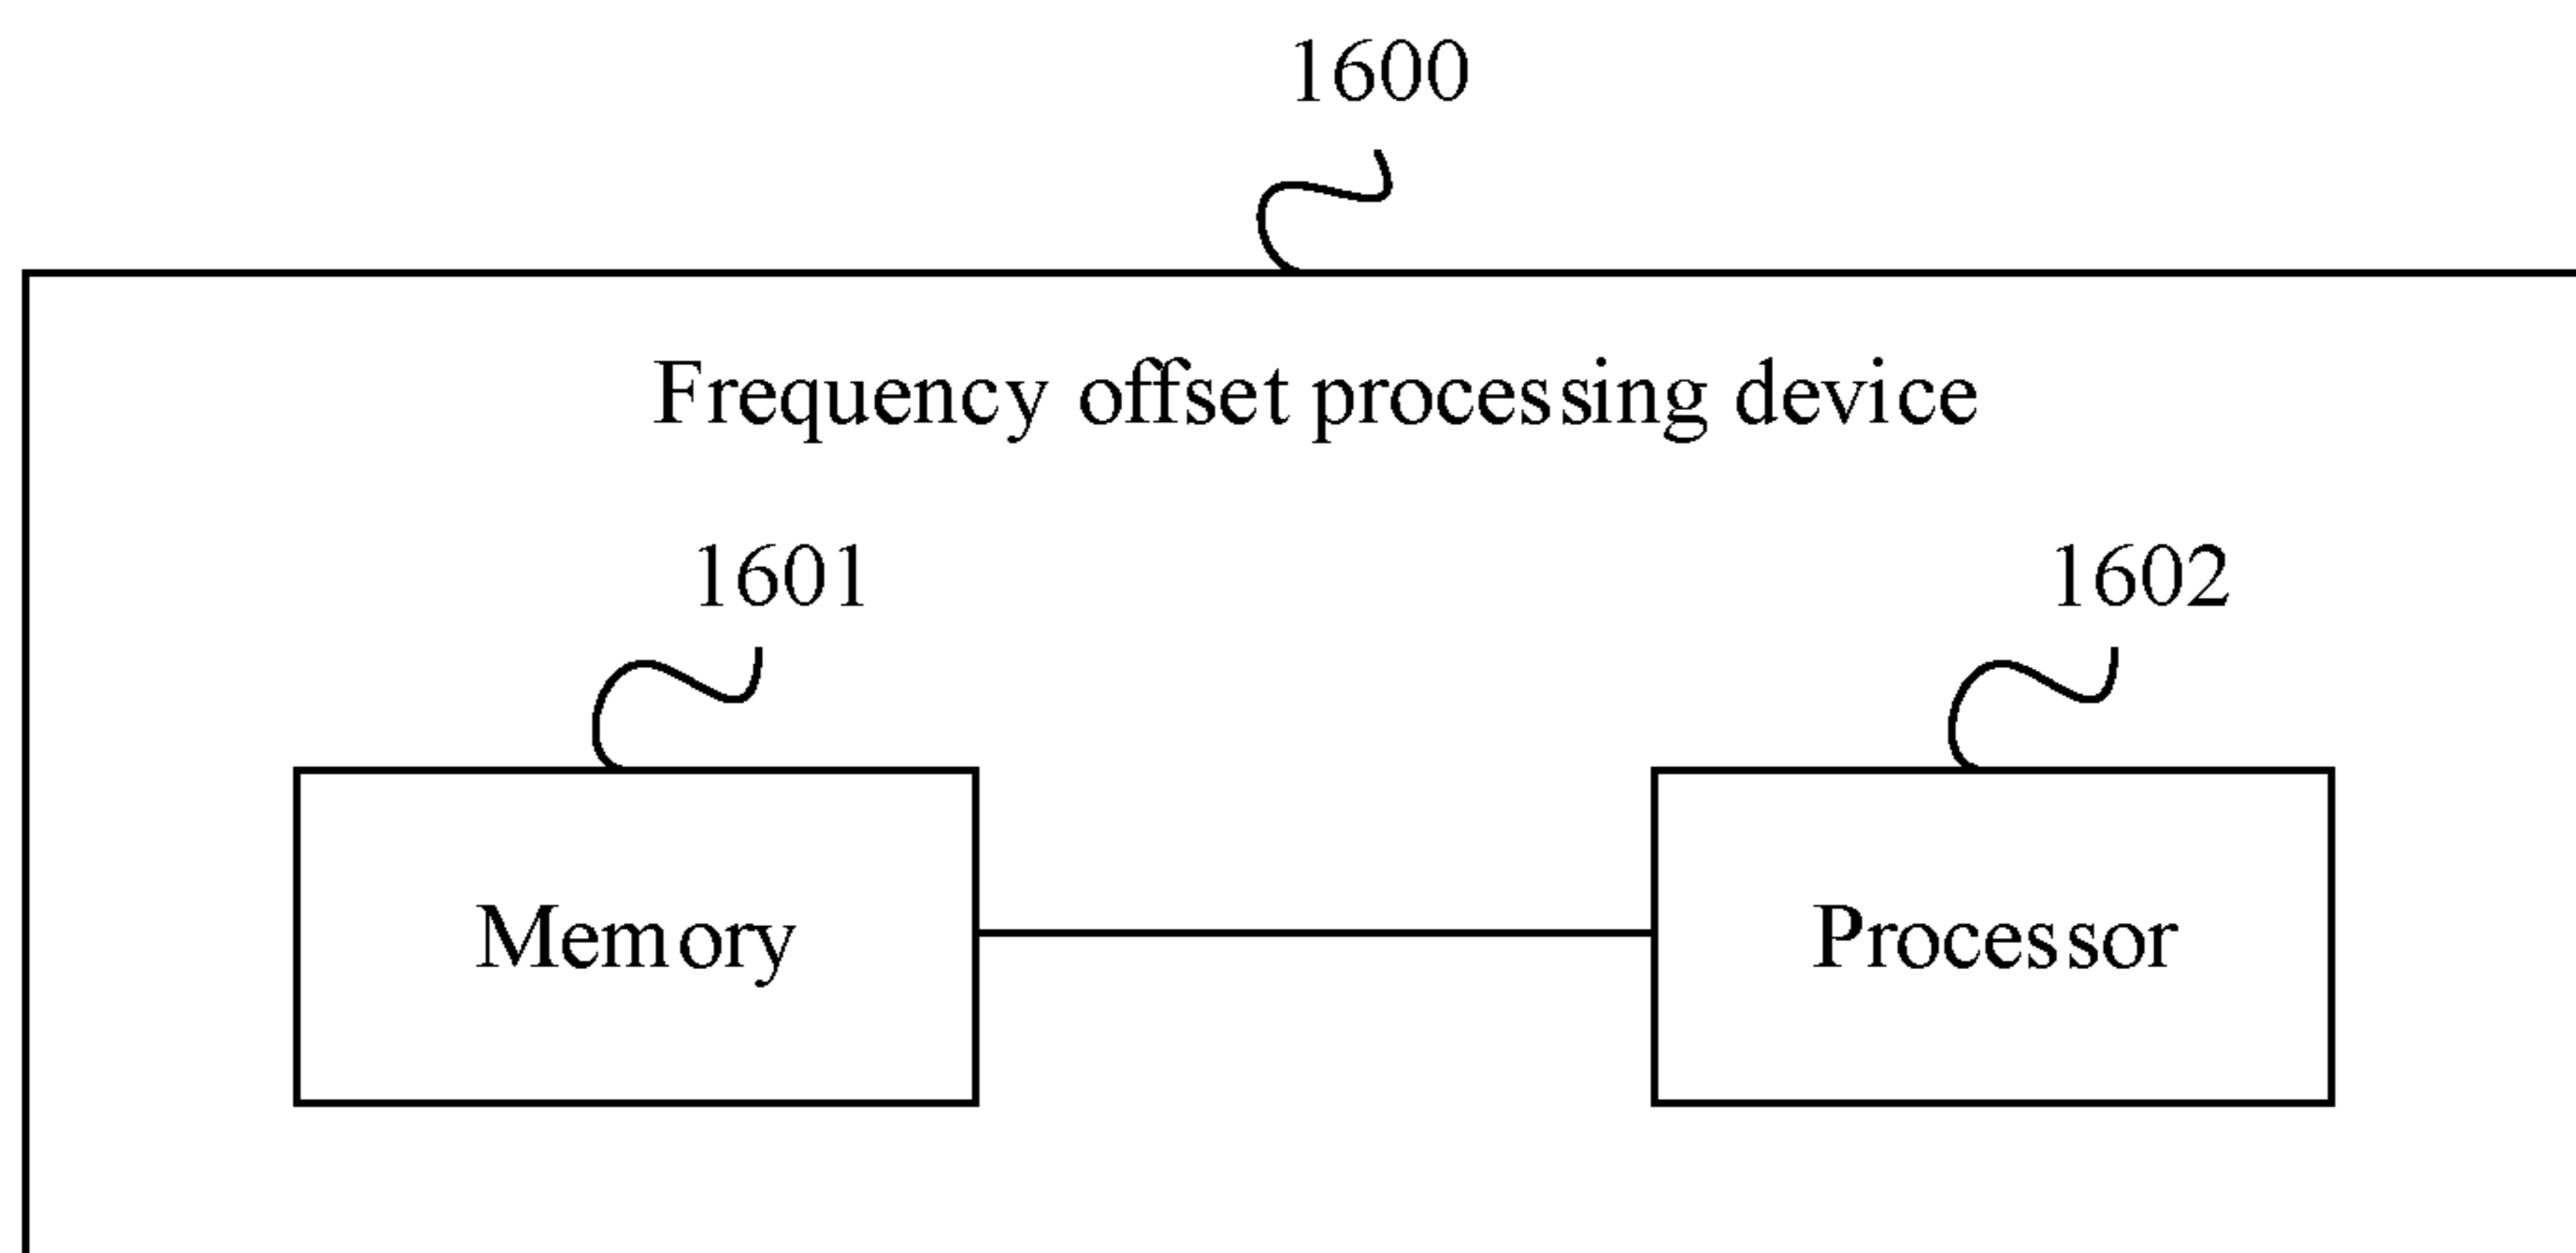 1600
Frequency offset processing device
1601
1602
Memory
Processor